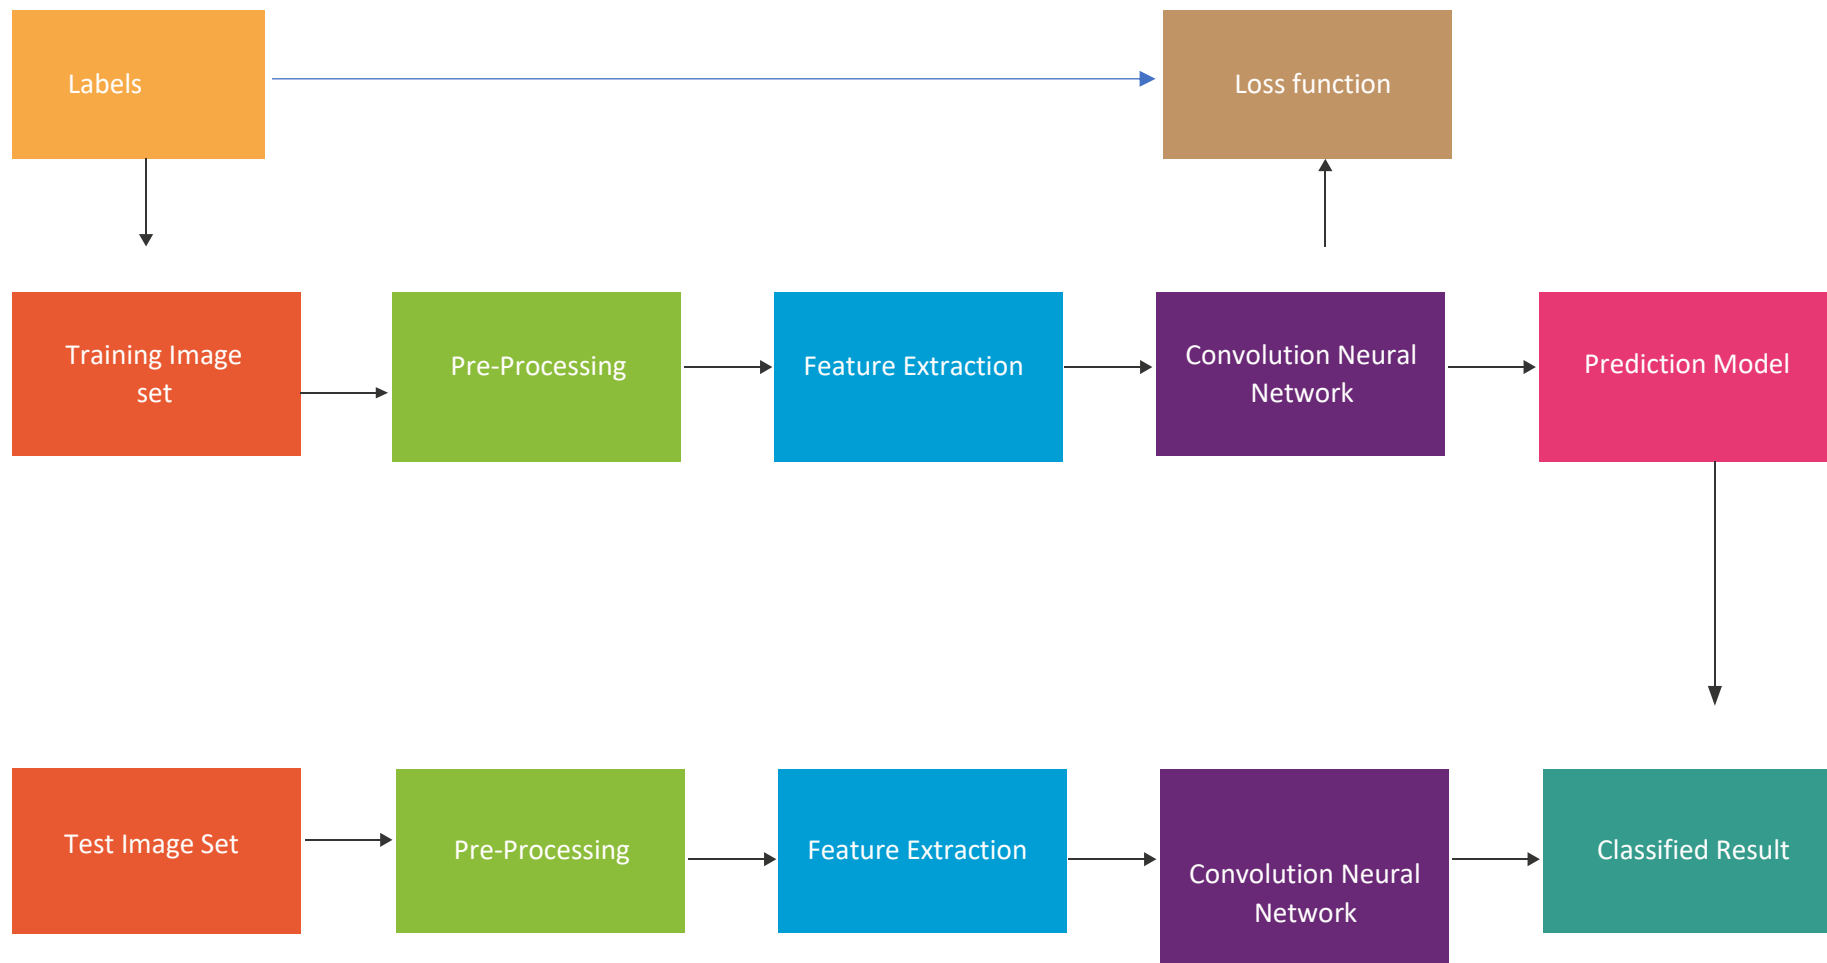 Labels
Loss function
Training Image
set
Pre-Processing
Feature Extraction
Convolution Neural
Network
Prediction Model
Test Image Set
Pre-Processing
Feature Extraction
Convolution Neural
Network
Classified Result